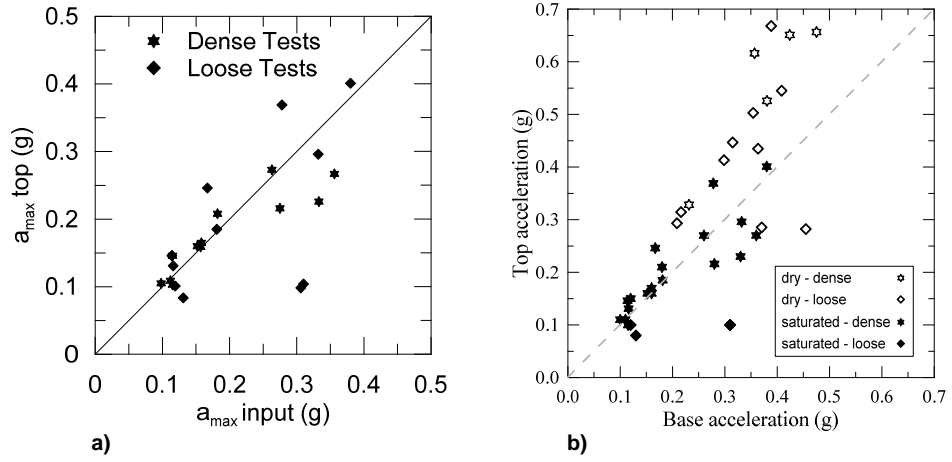 0.5
0.4
0.3
0.2
0.1
0
a_max top (g)
Dense Tests
Loose Tests
0 0.1 0.2 0.3 0.4 0.5
a_max input (g)
a)
0.7
0.6
0.5
0.4
0.3
0.2
0.1
0.0
Top acceleration (g)
dry - dense
dry - loose
saturated - dense
saturated - loose
0.0 0.1 0.2 0.3 0.4 0.5 0.6 0.7
Base acceleration (g)
b)